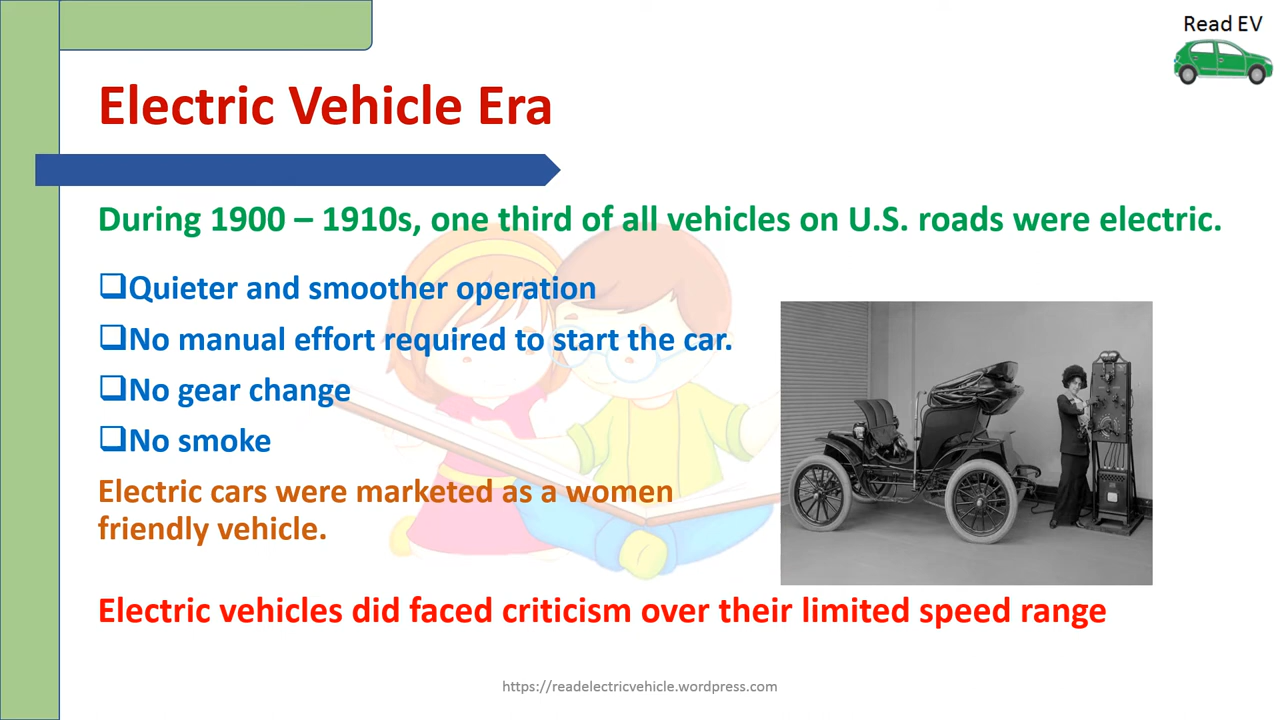 Read EV
Electric Vehicle Era
During 1900 – 1910s, one third of all vehicles on U.S. roads were electric.
❑Quieter and smoother operation
❑No manual effort required to start the car.
❑No gear change
❑No smoke
Electric cars were marketed as a women
friendly vehicle.
Electric vehicles did faced criticism over their limited speed range
https://readelectricvehicle.wordpress.com